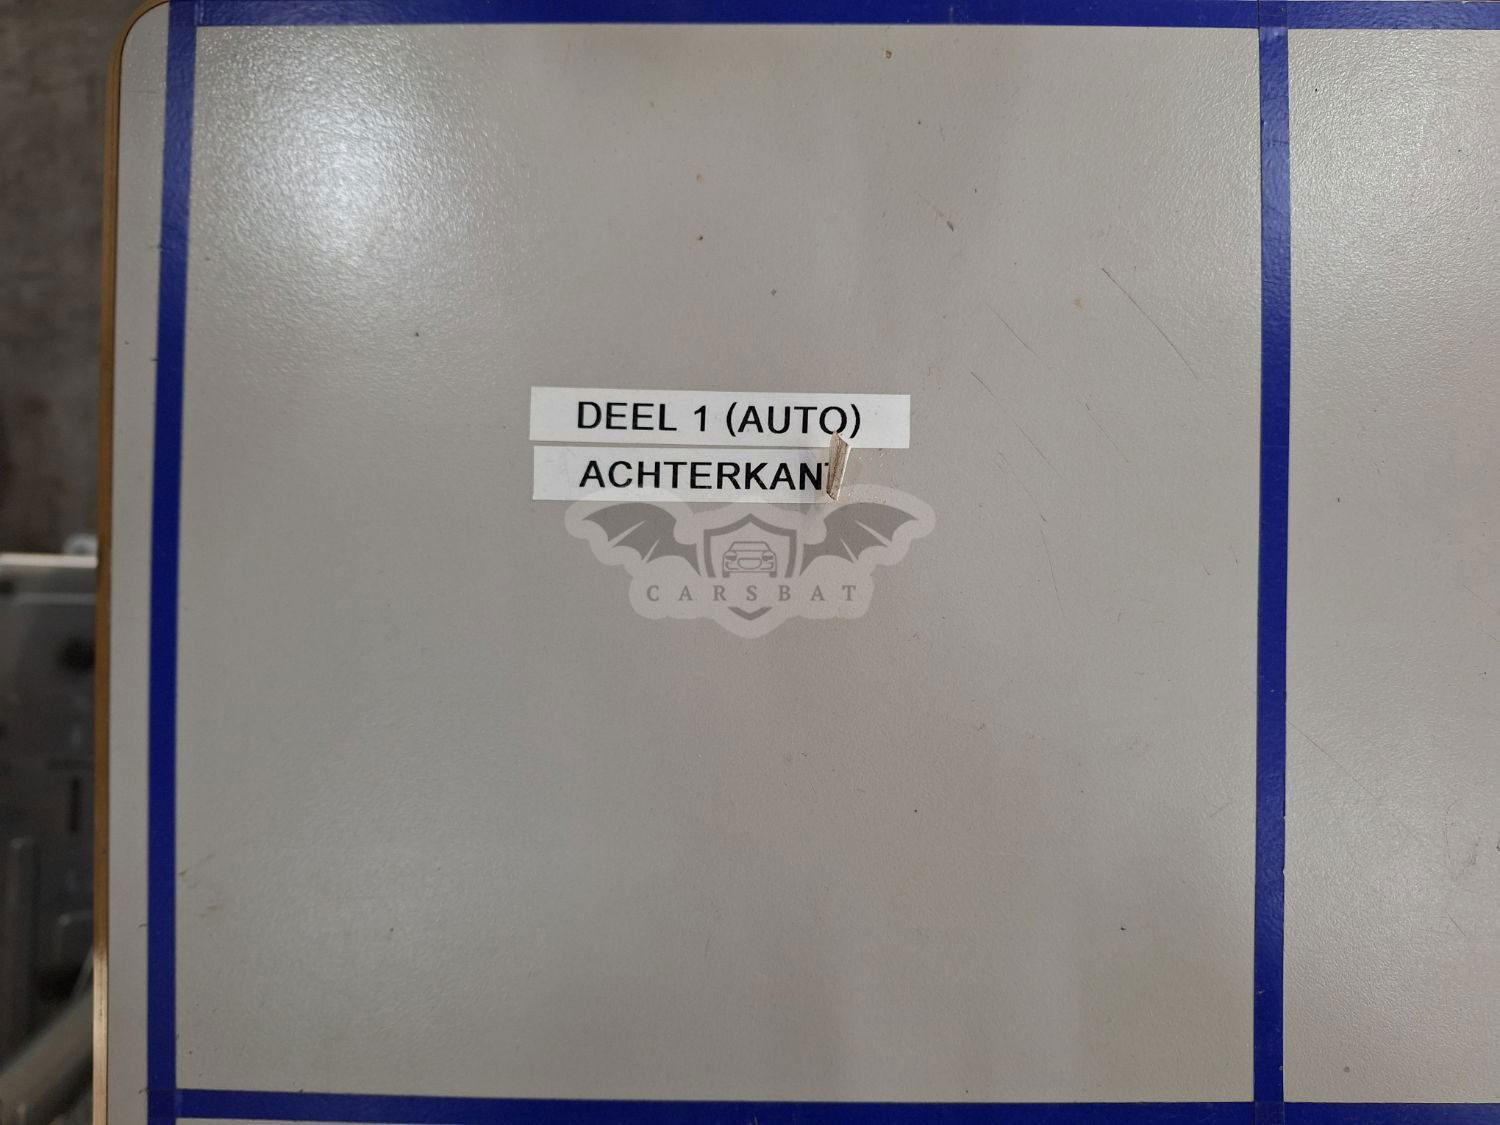 DEEL 1 (AUTO)
ACHTERKANT
CARSBAT